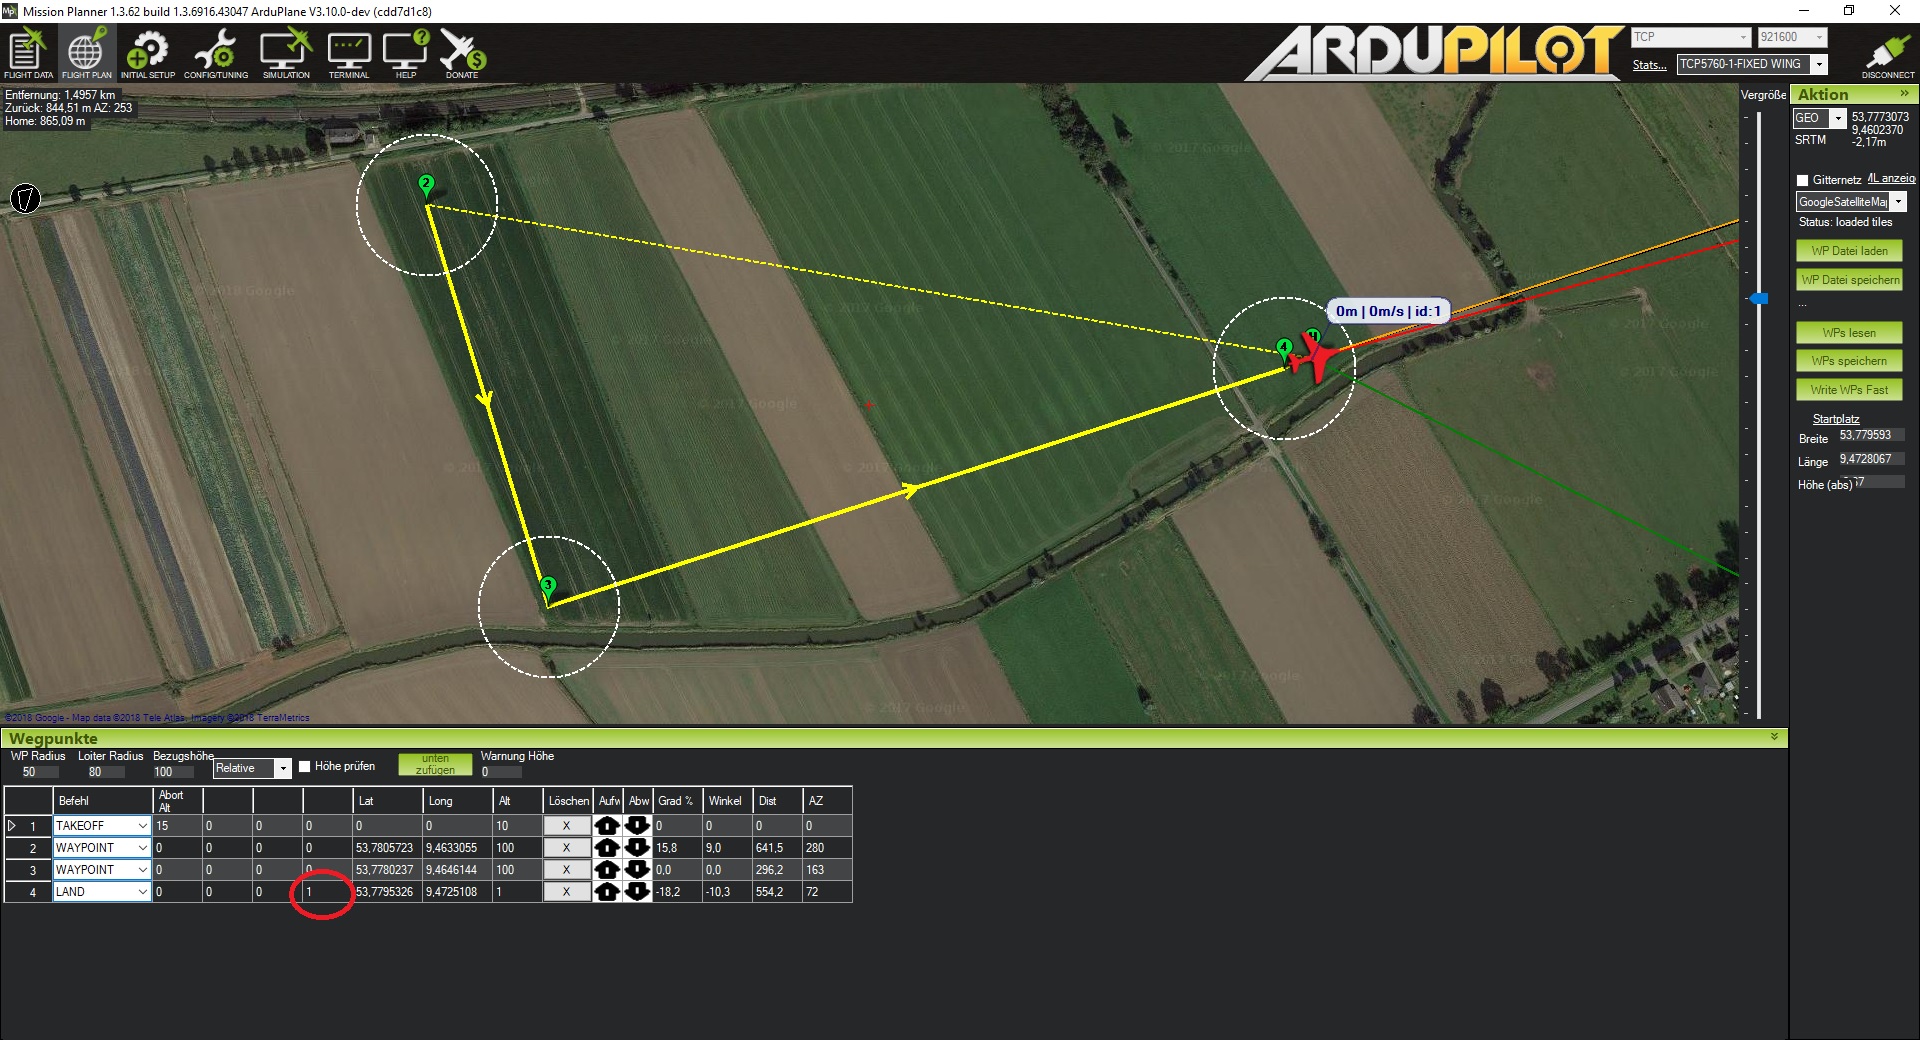 Mission Planner 1.3.62 build 1.3.6916.43047 ArduPlane V3.10.0-dev (cdd7d1c8)
FLIGHT DATA FLIGHT PLAN INITIAL SETUP CONFIG/TUNING SIMULATION TERMINAL HELP DONATE
ARDUPILOT
TCP 921600
Stats... TCP5760-1-FIXED WING
DISCONNECT
Entfernung: 1,4957 km
Zurück: 844,51 m AZ: 253
Home: 865,09 m
2
3
4
0m | 0m/s | id:1
©2018 Google - Map data ©2018 Tele Atlas, Imagery ©2018 TerraMetrics
Vergröße
Aktion
GEO 53,7773073
9,4602370
SRTM -2,17m
Gitternetz
GoogleSatelliteMap
Status: loaded tiles
WP Datei laden
WP Datei speichern
...
WPs lesen
WPs speichern
Write WPs Fast
Startplatz
Breite 53,779593
Länge 9,4728067
Höhe (abs)
Wegpunkte
WP Radius Loiter Radius Bezugshöhe Warnung Höhe
50 80 100 Relative Höhe prüfen unten zufügen 0
Befehl Abort Alt Lat Long Alt Löschen Aufw Abw Grad % Winkel Dist AZ
1 TAKEOFF 15 0 0 0 0 0 10 X 0 0 0 0
2 WAYPOINT 0 0 0 0 53,7805723 9,4633055 100 X 15,8 9,0 641,5 280
3 WAYPOINT 0 0 0 0 53,7780237 9,4646144 100 X 0,0 0,0 296,2 163
4 LAND 0 0 0 1 53,7795326 9,4725108 1 X -18,2 -10,3 554,2 72